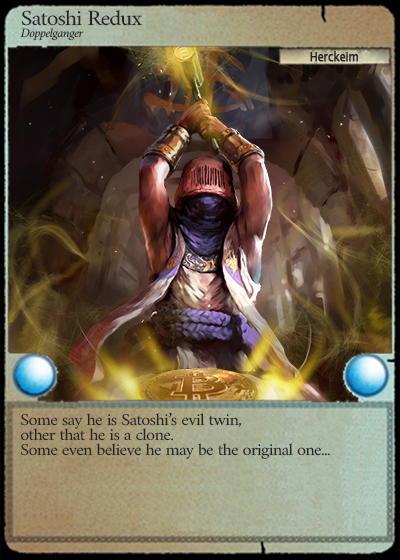 Satoshi Redux
Doppelganger
Herckeim
Some say he is Satoshi's evil twin,
other that he is a clone.
Some even believe he may be the original one...